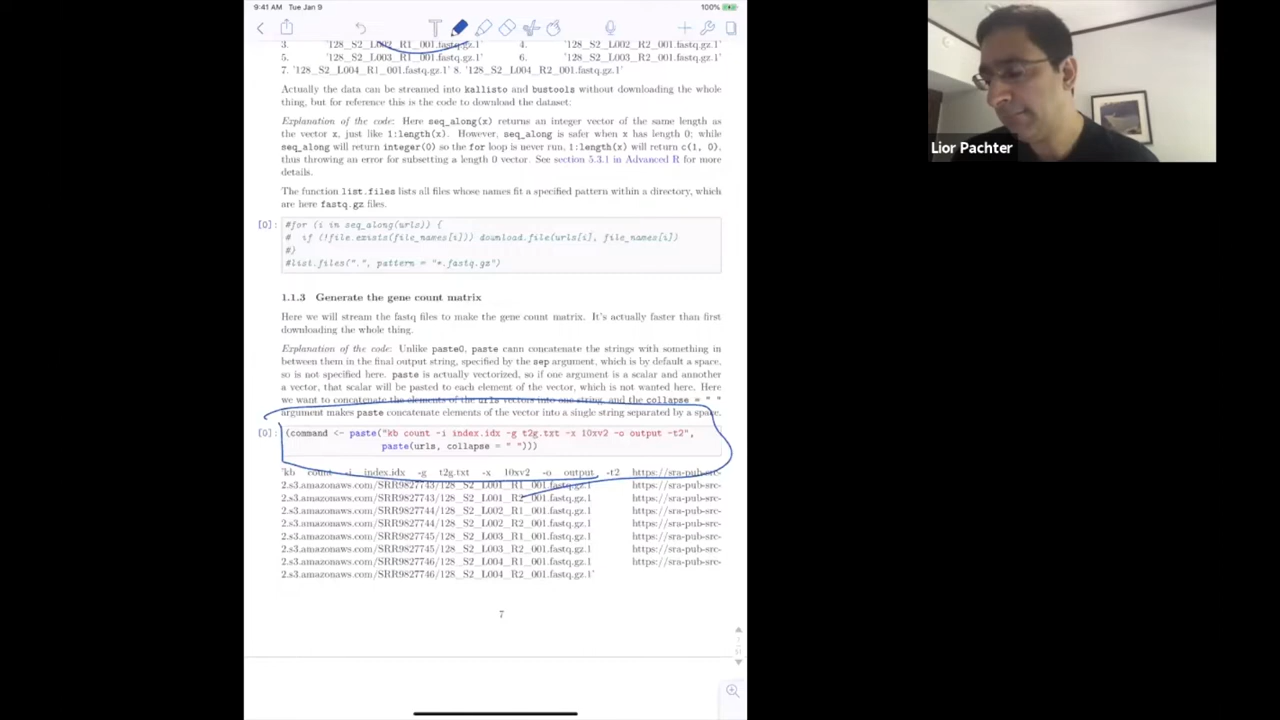 9:41 AM Tue Jan 9
100%
T
3. '128_S2_L002_R1_001.fastq.gz.1' 4. '128_S2_L002_R2_001.fastq.gz.1'
5. '128_S2_L003_R1_001.fastq.gz.1' 6. '128_S2_L003_R2_001.fastq.gz.1'
7. '128_S2_L004_R1_001.fastq.gz.1' 8. '128_S2_L004_R2_001.fastq.gz.1'
Actually the data can be streamed into kallisto and bustools without downloading the whole
thing, but for reference this is the code to download the dataset:
Explanation of the code: Here seq_along(x) returns an integer vector of the same length as
the vector x, just like 1:length(x). However, seq_along is safer when x has length 0; while
seq_along will return integer(0) so the for loop is never run, 1:length(x) will return c(1, 0),
thus throwing an error for subsetting a length 0 vector. See section 5.3.1 in Advanced R for more
details.
The function list.files lists all files whose names fit a specified pattern within a directory, which
are here fastq.gz files.
[0]: #for (i in seq_along(urls)) {
# if (!file.exists(file_names[i])) download.file(urls[i], file_names[i])
#}
#list.files(".", pattern = "*.fastq.gz")
1.1.3 Generate the gene count matrix
Here we will stream the fastq files to make the gene count matrix. It's actually faster than first
downloading the whole thing.
Explanation of the code: Unlike paste0, paste cann concatenate the strings with something in
between them in the final output string, specified by the sep argument, which is by default a space,
so is not specified here. paste is actually vectorized, so if one argument is a scalar and annother
a vector, that scalar will be pasted to each element of the vector, which is not wanted here. Here
we want to concatenate the elements of the urls vectors into one string, and the collapse = " "
argument makes paste concatenate elements of the vector into a single string separated by a space.
[0]: (command <- paste("kb count -i index.idx -g t2g.txt -x 10xv2 -o output -t2",
paste(urls, collapse = " ")))
'kb count -i index.idx -g t2g.txt -x 10xv2 -o output -t2 https://sra-pub-src-
2.s3.amazonaws.com/SRR9827743/128_S2_L001_R1_001.fastq.gz.1 https://sra-pub-src-
2.s3.amazonaws.com/SRR9827743/128_S2_L001_R2_001.fastq.gz.1 https://sra-pub-src-
2.s3.amazonaws.com/SRR9827744/128_S2_L002_R1_001.fastq.gz.1 https://sra-pub-src-
2.s3.amazonaws.com/SRR9827744/128_S2_L002_R2_001.fastq.gz.1 https://sra-pub-src-
2.s3.amazonaws.com/SRR9827745/128_S2_L003_R1_001.fastq.gz.1 https://sra-pub-src-
2.s3.amazonaws.com/SRR9827745/128_S2_L003_R2_001.fastq.gz.1 https://sra-pub-src-
2.s3.amazonaws.com/SRR9827746/128_S2_L004_R1_001.fastq.gz.1 https://sra-pub-src-
2.s3.amazonaws.com/SRR9827746/128_S2_L004_R2_001.fastq.gz.1'
7
Lior Pachter